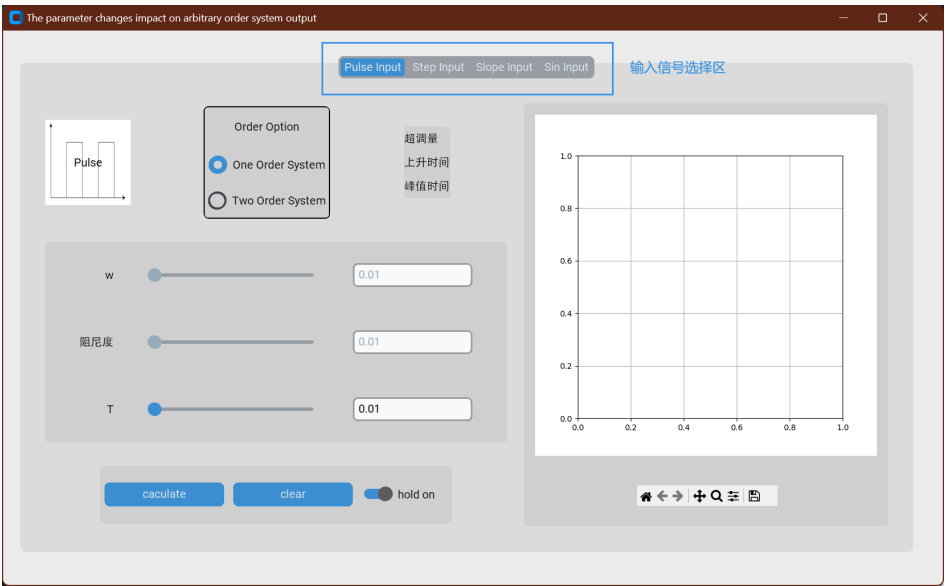 The parameter changes impact on arbitrary order system output
Pulse Input Step Input Slope Input Sin Input
输入信号选择区
Pulse
Order Option
One Order System
Two Order System
超调量
上升时间
峰值时间
w 0.01
阻尼度 0.01
T 0.01
caculate clear hold on
1.0
0.8
0.6
0.4
0.2
0.0
0.0 0.2 0.4 0.6 0.8 1.0